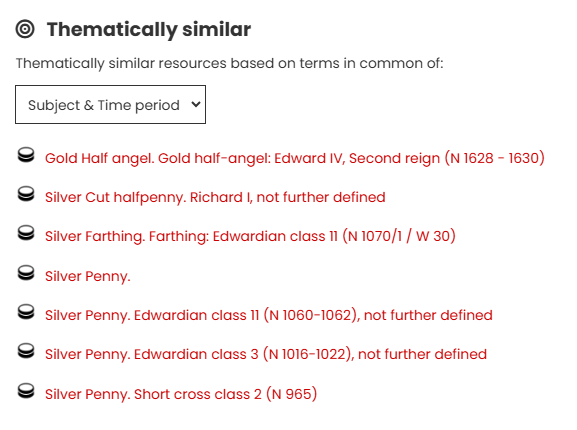 Thematically similar
Thematically similar resources based on terms in common of:
Subject & Time period
Gold Half angel. Gold half-angel: Edward IV, Second reign (N 1628 - 1630)
Silver Cut halfpenny. Richard I, not further defined
Silver Farthing. Farthing: Edwardian class 11 (N 1070/1 / W 30)
Silver Penny.
Silver Penny. Edwardian class 11 (N 1060-1062), not further defined
Silver Penny. Edwardian class 3 (N 1016-1022), not further defined
Silver Penny. Short cross class 2 (N 965)